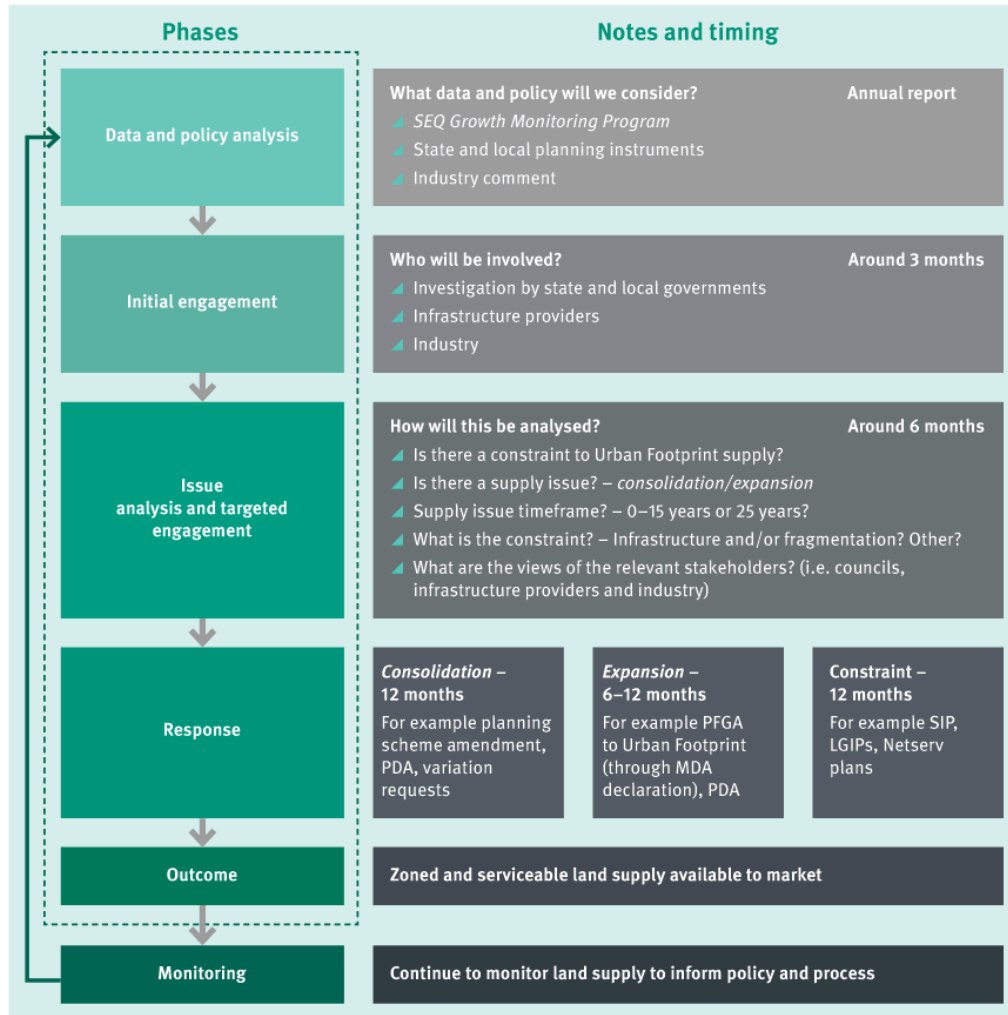 Phases
Notes and timing
Data and policy analysis
What data and policy will we consider?
Annual report
SEQ Growth Monitoring Program
State and local planning instruments
Industry comment
Initial engagement
Who will be involved?
Around 3 months
Investigation by state and local governments
Infrastructure providers
Industry
Issue
analysis and targeted
engagement
How will this be analysed?
Around 6 months
Is there a constraint to Urban Footprint supply?
Is there a supply issue? – consolidation/expansion
Supply issue timeframe? – 0–15 years or 25 years?
What is the constraint? – Infrastructure and/or fragmentation? Other?
What are the views of the relevant stakeholders? (i.e. councils,
infrastructure providers and industry)
Response
Consolidation –
12 months
For example planning
scheme amendment,
PDA, variation
requests
Expansion –
6–12 months
For example PFGA
to Urban Footprint
(through MDA
declaration), PDA
Constraint –
12 months
For example SIP,
LGIPs, Netserv
plans
Outcome
Zoned and serviceable land supply available to market
Monitoring
Continue to monitor land supply to inform policy and process